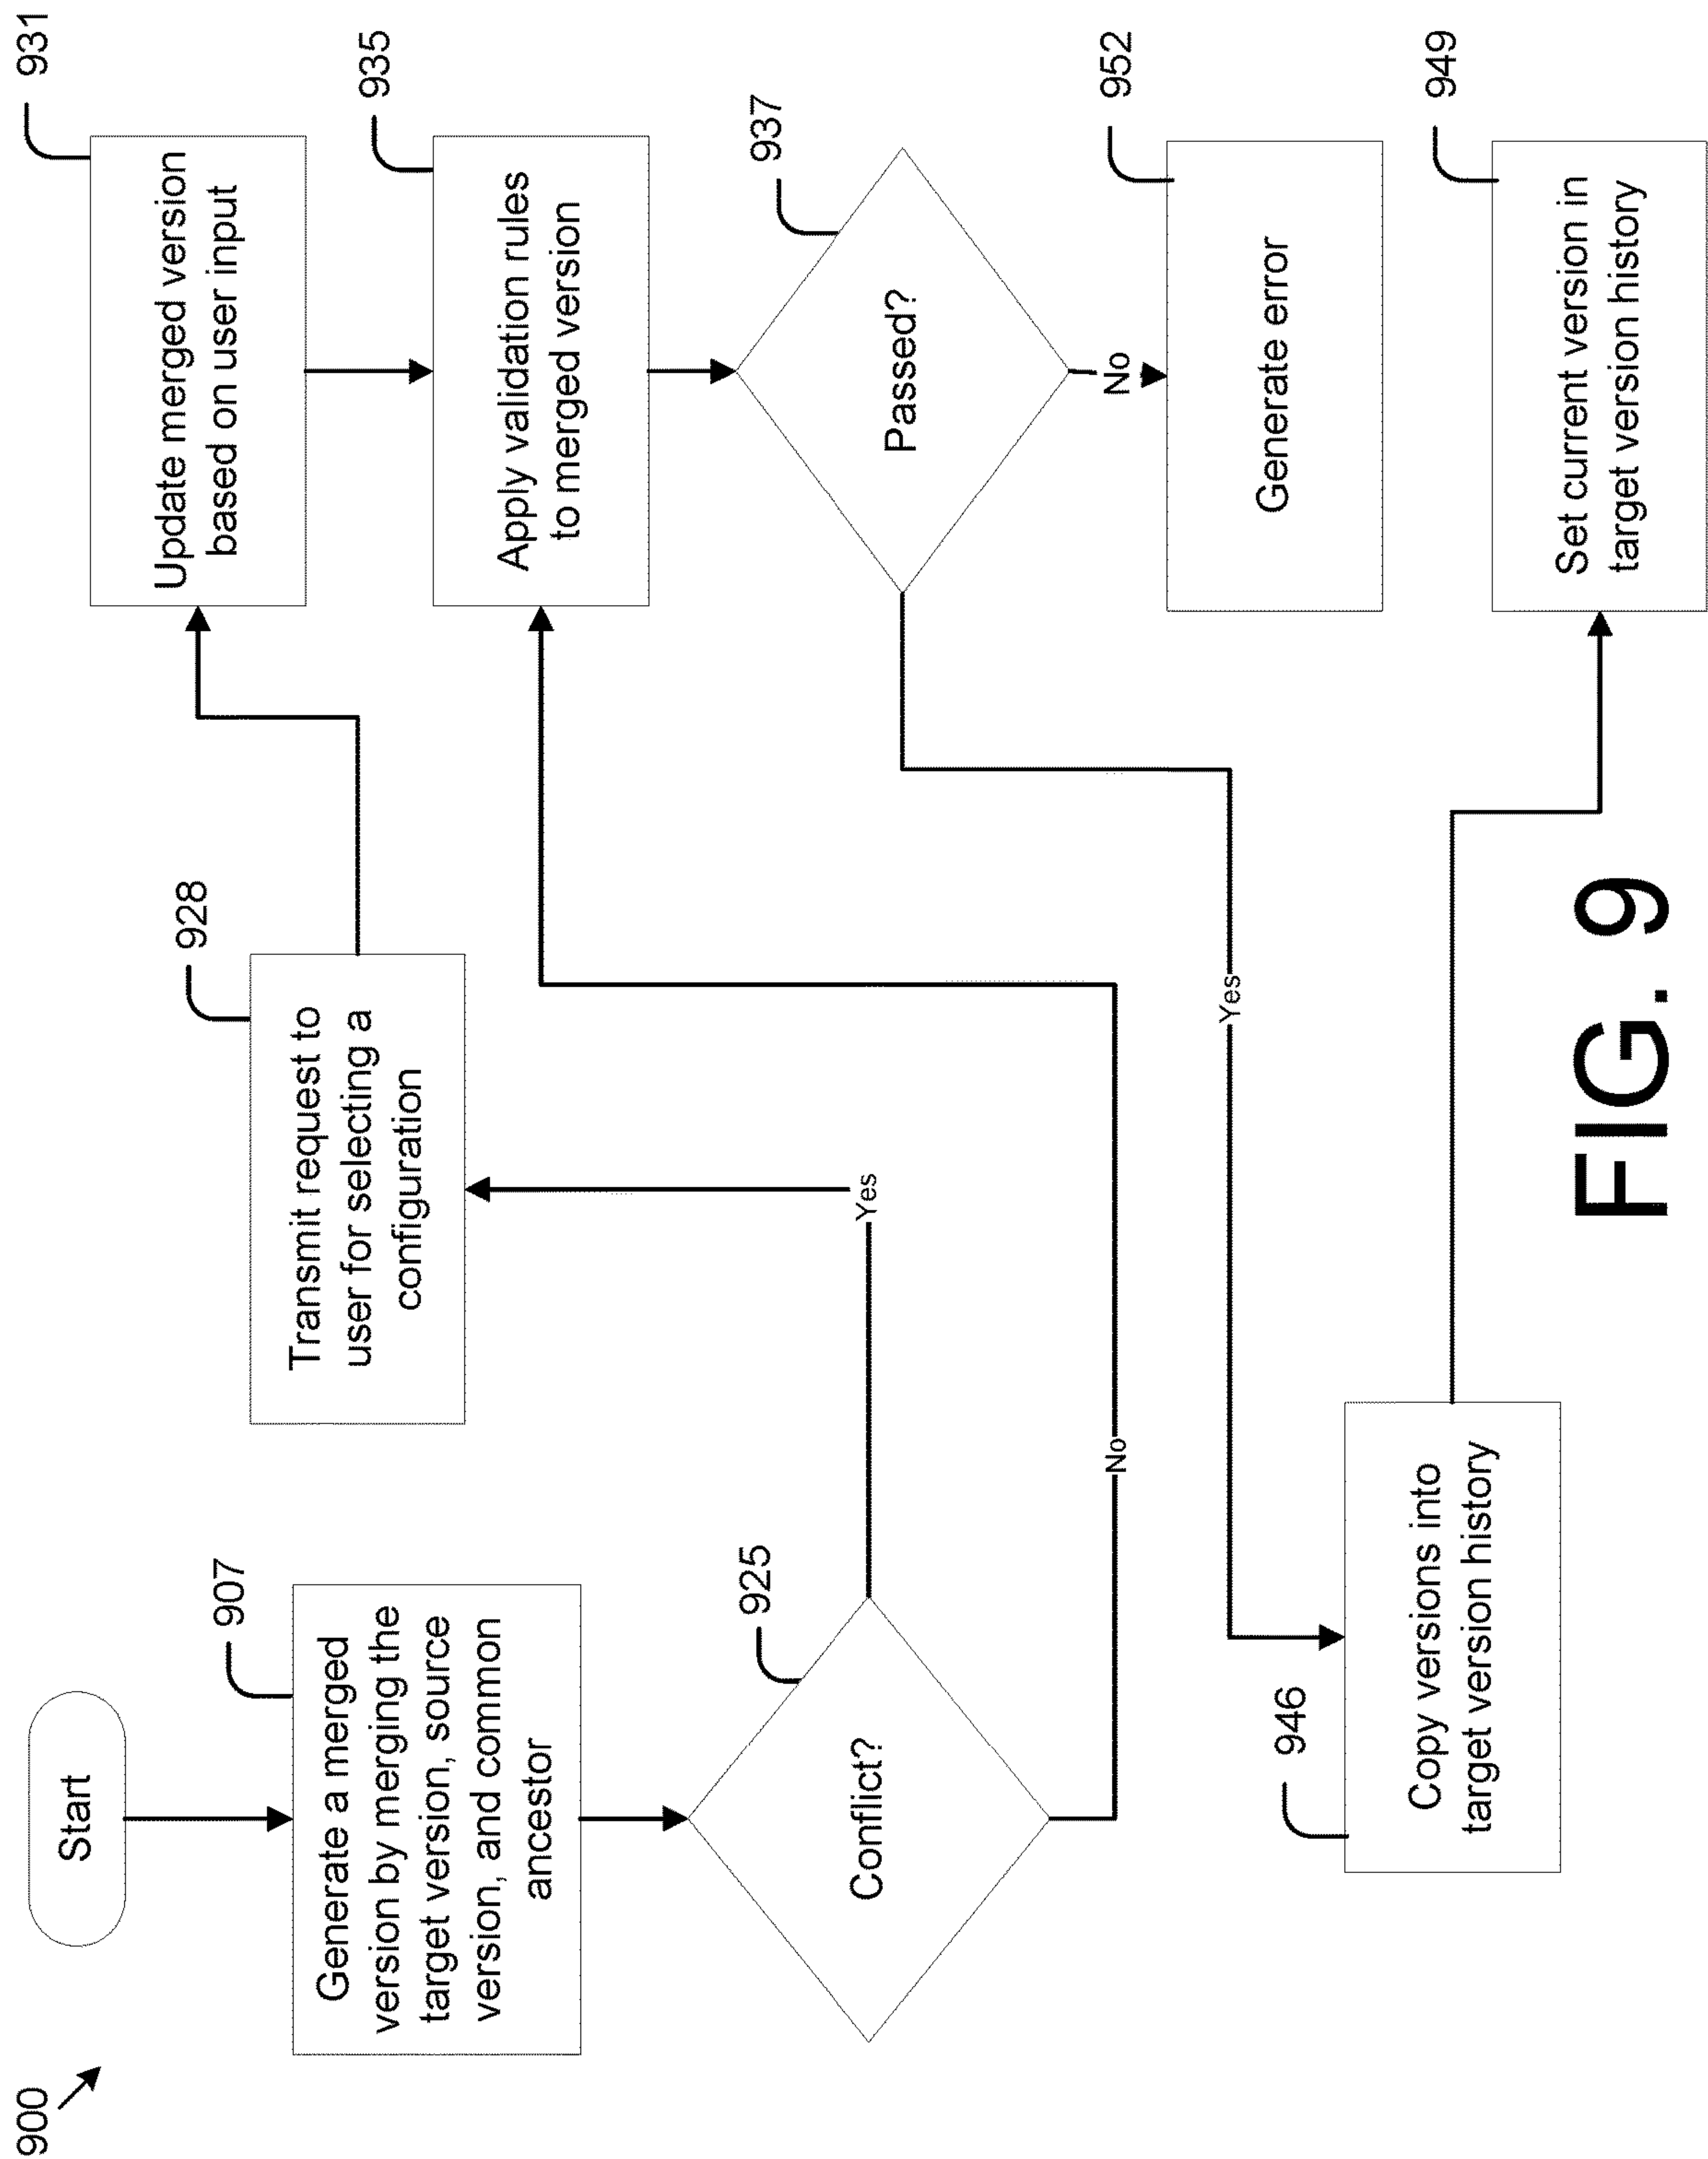 900
Start
907
Generate a merged
version by merging the
target version, source
version, and common
ancestor
925
Conflict?
Yes
No
928
Transmit request to
user for selecting a
configuration
931
Update merged version
based on user input
935
Apply validation rules
to merged version
937
Passed?
No
Yes
952
Generate error
946
Copy versions into
target version history
949
Set current version in
target version history
FIG. 9